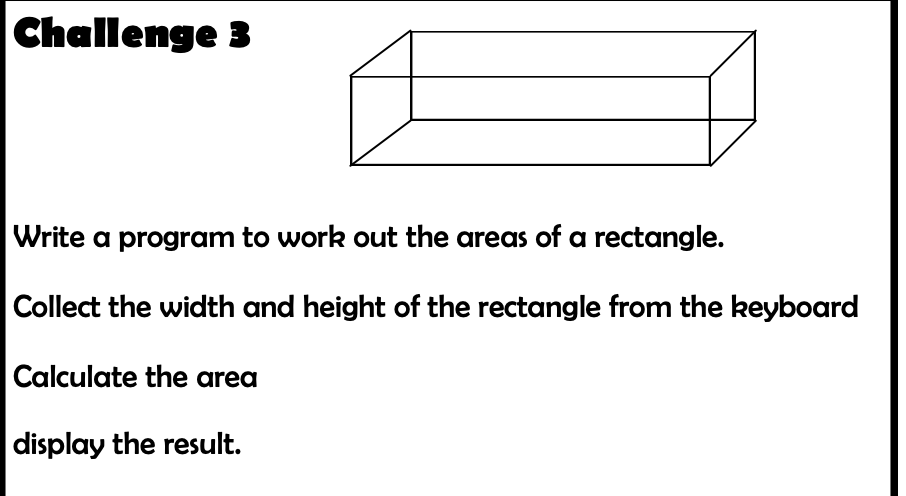 Challenge 3
Write a program to work out the areas of a rectangle.
Collect the width and height of the rectangle from the keyboard
Calculate the area
display the result.